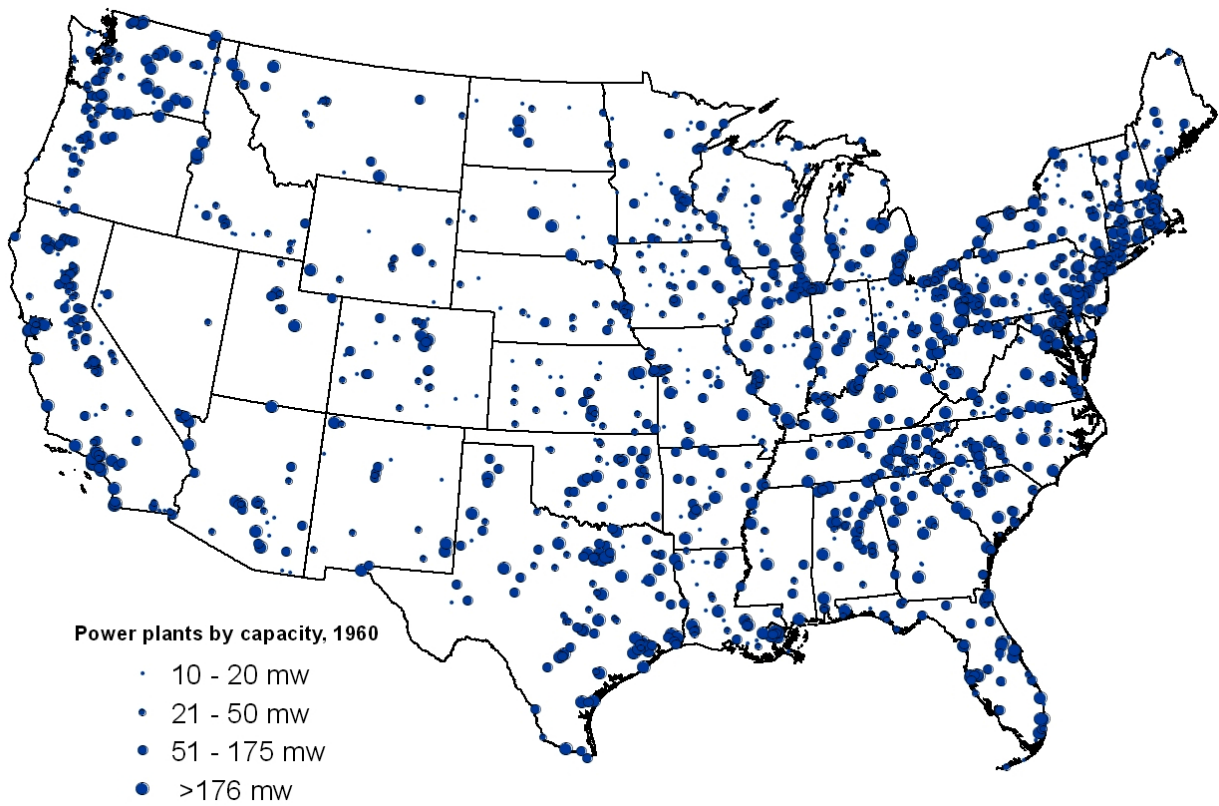 Power plants by capacity, 1960
10 - 20 mw
21 - 50 mw
51 - 175 mw
>176 mw